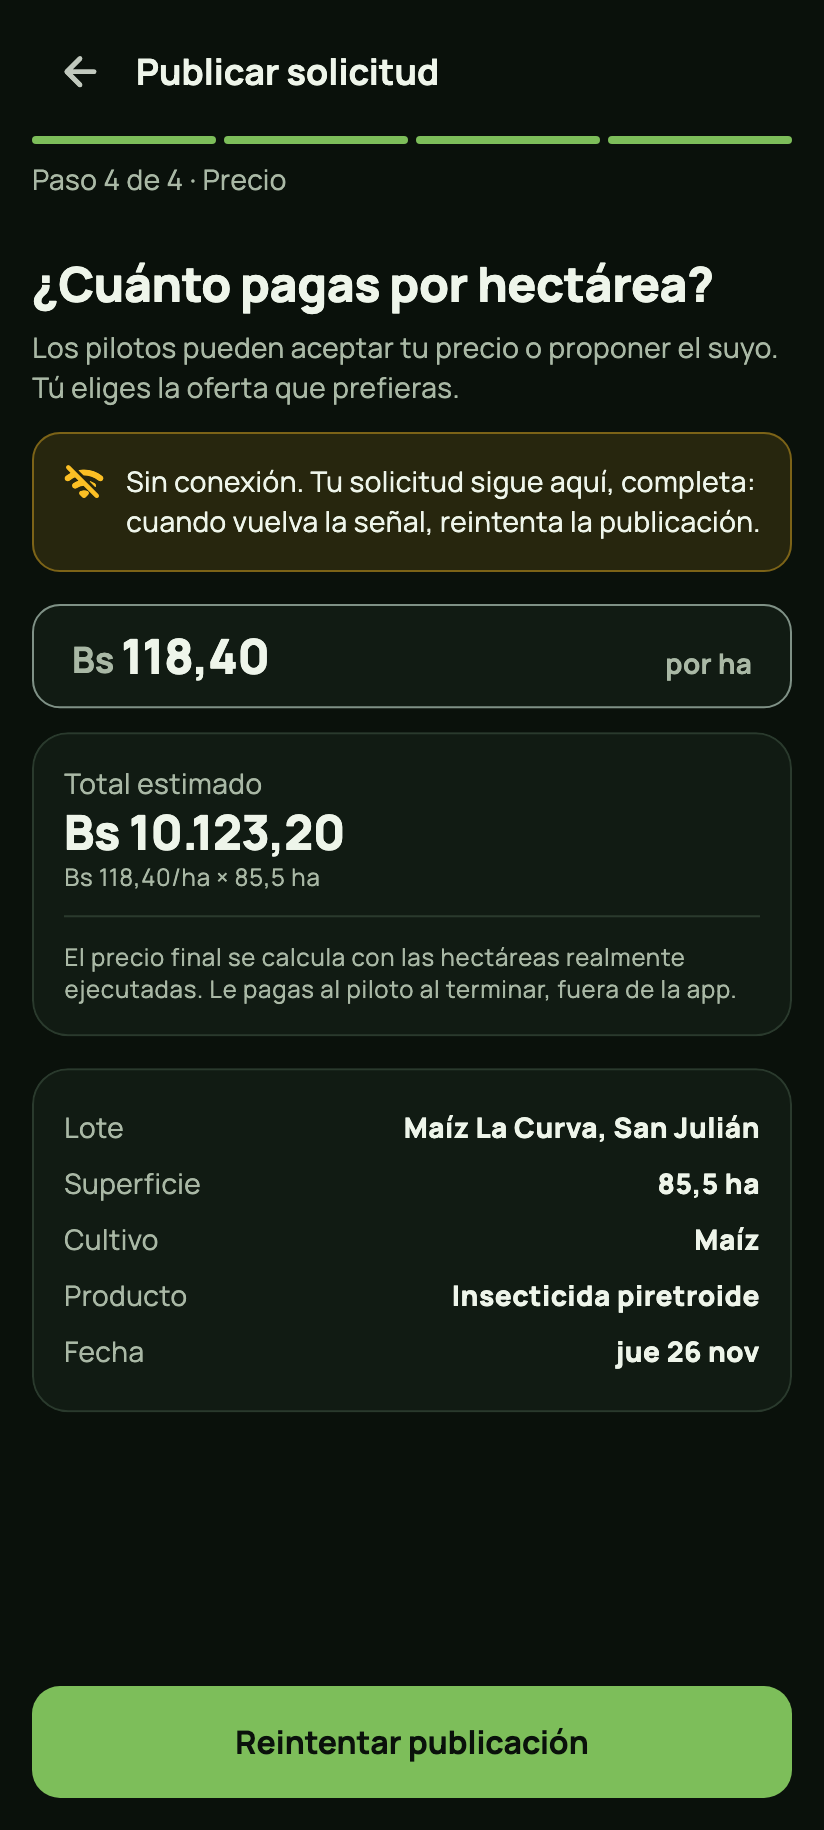 Publicar solicitud
Paso 4 de 4 · Precio
¿Cuánto pagas por hectárea?
Los pilotos pueden aceptar tu precio o proponer el suyo.
Tú eliges la oferta que prefieras.
Sin conexión. Tu solicitud sigue aquí, completa:
cuando vuelva la señal, reintenta la publicación.
Bs 118,40 por ha
Total estimado
Bs 10.123,20
Bs 118,40/ha × 85,5 ha
El precio final se calcula con las hectáreas realmente
ejecutadas. Le pagas al piloto al terminar, fuera de la app.
Lote Maíz La Curva, San Julián
Superficie 85,5 ha
Cultivo Maíz
Producto Insecticida piretroide
Fecha jue 26 nov
Reintentar publicación